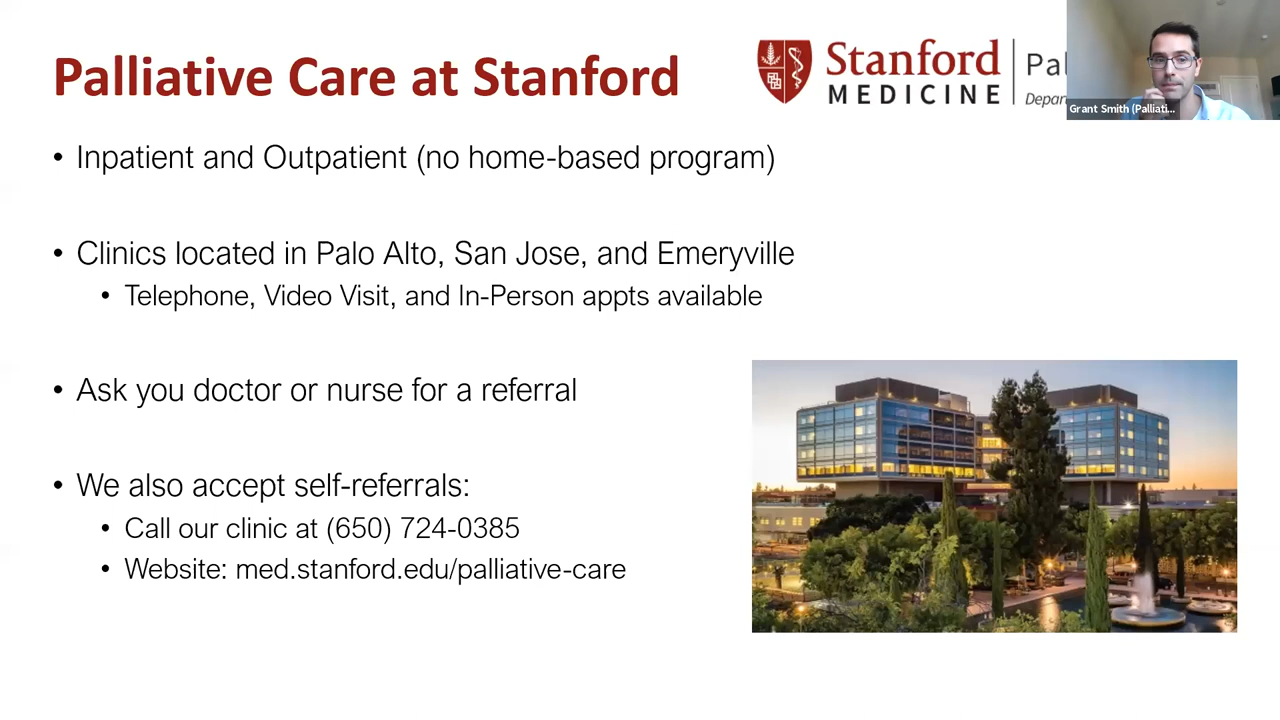 Palliative Care at Stanford
Stanford
MEDICINE
Grant Smith (Palliati...
• Inpatient and Outpatient (no home-based program)
• Clinics located in Palo Alto, San Jose, and Emeryville
• Telephone, Video Visit, and In-Person appts available
• Ask you doctor or nurse for a referral
• We also accept self-referrals:
• Call our clinic at (650) 724-0385
• Website: med.stanford.edu/palliative-care